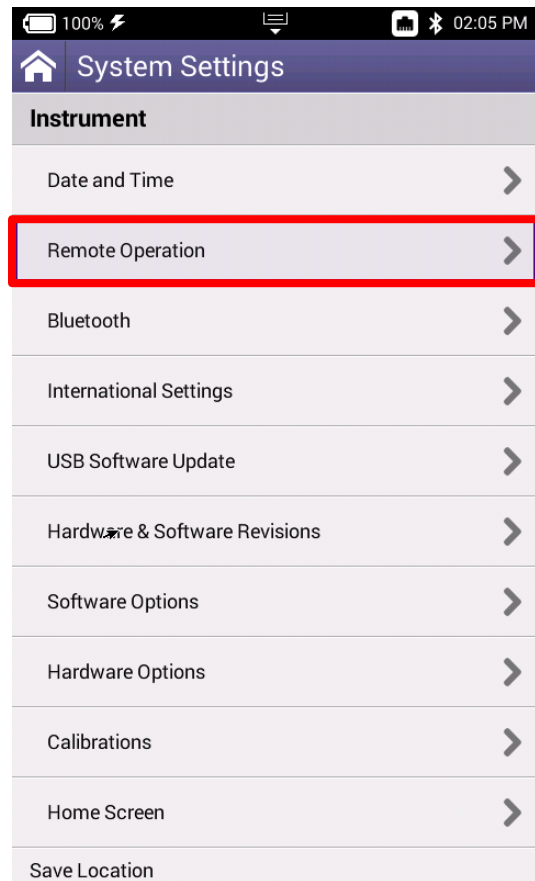 100% 02:05 PM
System Settings
Instrument
Date and Time
Remote Operation
Bluetooth
International Settings
USB Software Update
Hardware & Software Revisions
Software Options
Hardware Options
Calibrations
Home Screen
Save Location